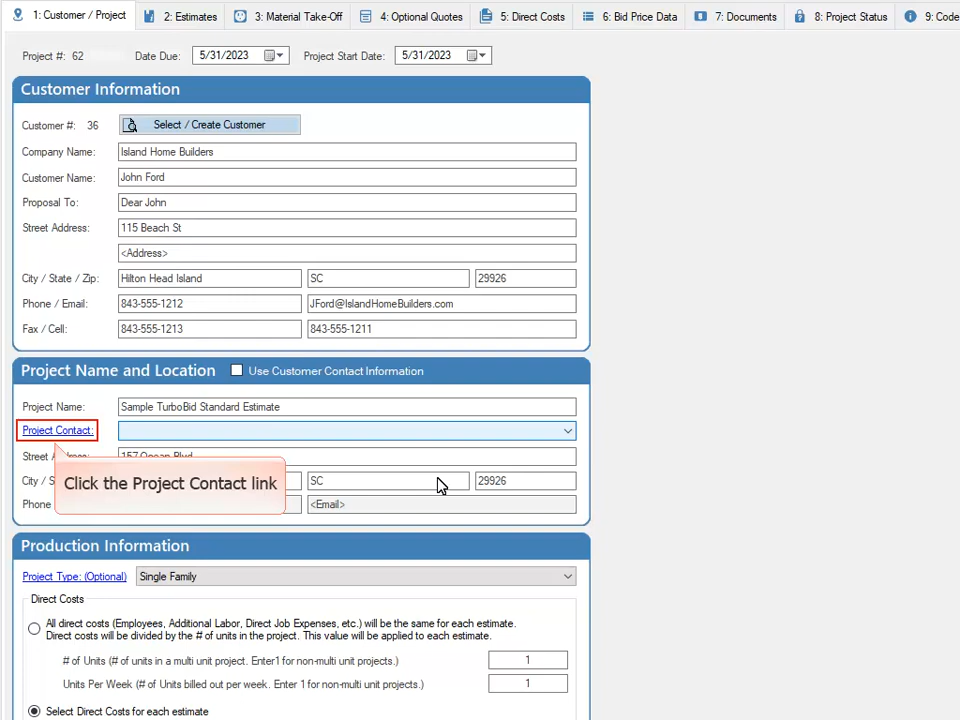 1: Customer / Project 2: Estimates 3: Material Take-Off 4: Optional Quotes 5: Direct Costs 6: Bid Price Data 7: Documents 8: Project Status 9: Code
Project #: 62 Date Due: 5/31/2023 Project Start Date: 5/31/2023
Customer Information
Customer #: 36 Select / Create Customer
Company Name: Island Home Builders
Customer Name: John Ford
Proposal To: Dear John
Street Address: 115 Beach St
<Address>
City / State / Zip: Hilton Head Island SC 29926
Phone / Email: 843-555-1212 JFord@IslandHomeBuilders.com
Fax / Cell: 843-555-1213 843-555-1211
Project Name and Location Use Customer Contact Information
Project Name: Sample TurboBid Standard Estimate
Project Contact:
Street 157 Ocean Blvd
City / S SC 29926
Click the Project Contact link
Phone <Email>
Production Information
Project Type: (Optional) Single Family
Direct Costs
All direct costs (Employees, Additional Labor, Direct Job Expenses, etc.) will be the same for each estimate.
Direct costs will be divided by the # of units in the project. This value will be applied to each estimate.
# of Units (# of units in a multi unit project. Enter1 for non-multi unit projects.) 1
Units Per Week (# of Units billed out per week. Enter 1 for non-multi unit projects.) 1
Select Direct Costs for each estimate